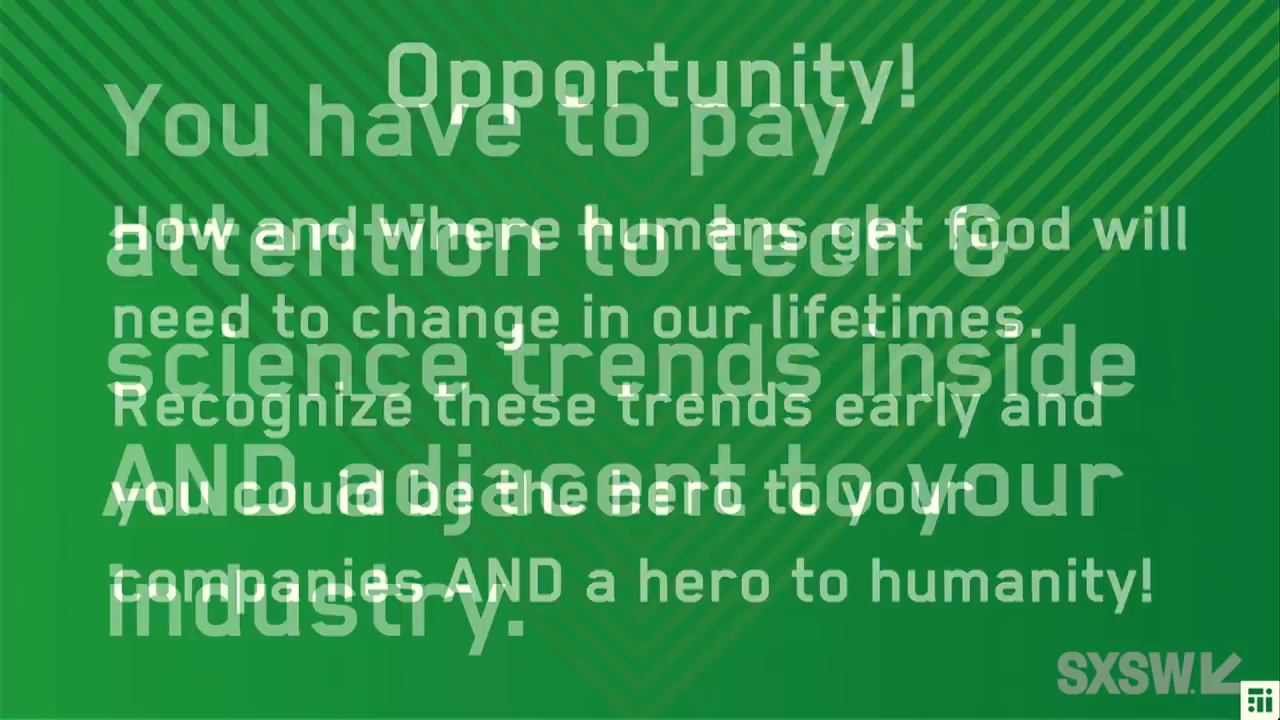 Opportunity!
How and where humans get food will
need to change in our lifetimes.
Recognize these trends early and
you could be the hero to your
companies AND a hero to humanity!
You have to pay
attention to tech &
science trends inside
AND adjacent to your
industry.
SXSW.